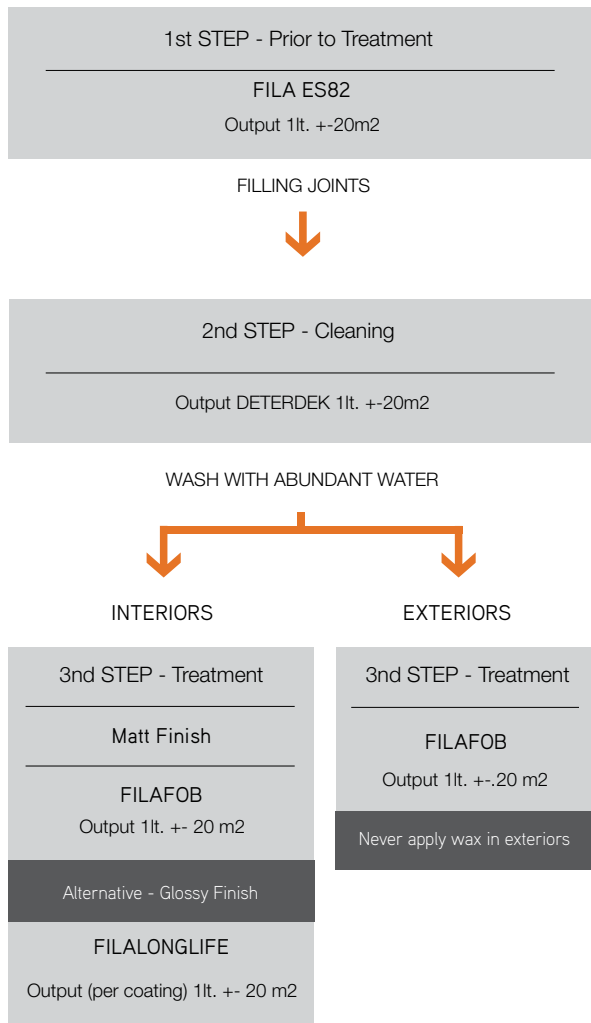 1st STEP - Prior to Treatment
FILA ES82
Output 1lt. +-20m2
FILLING JOINTS
2nd STEP - Cleaning
Output DETERDEK 1lt. +-20m2
WASH WITH ABUNDANT WATER
INTERIORS
3nd STEP - Treatment
Matt Finish
FILAFOB
Output 1lt. +- 20 m2
Alternative - Glossy Finish
FILALONGLIFE
Output (per coating) 1lt. +- 20 m2
EXTERIORS
3nd STEP - Treatment
FILAFOB
Output 1lt. +-.20 m2
Never apply wax in exteriors